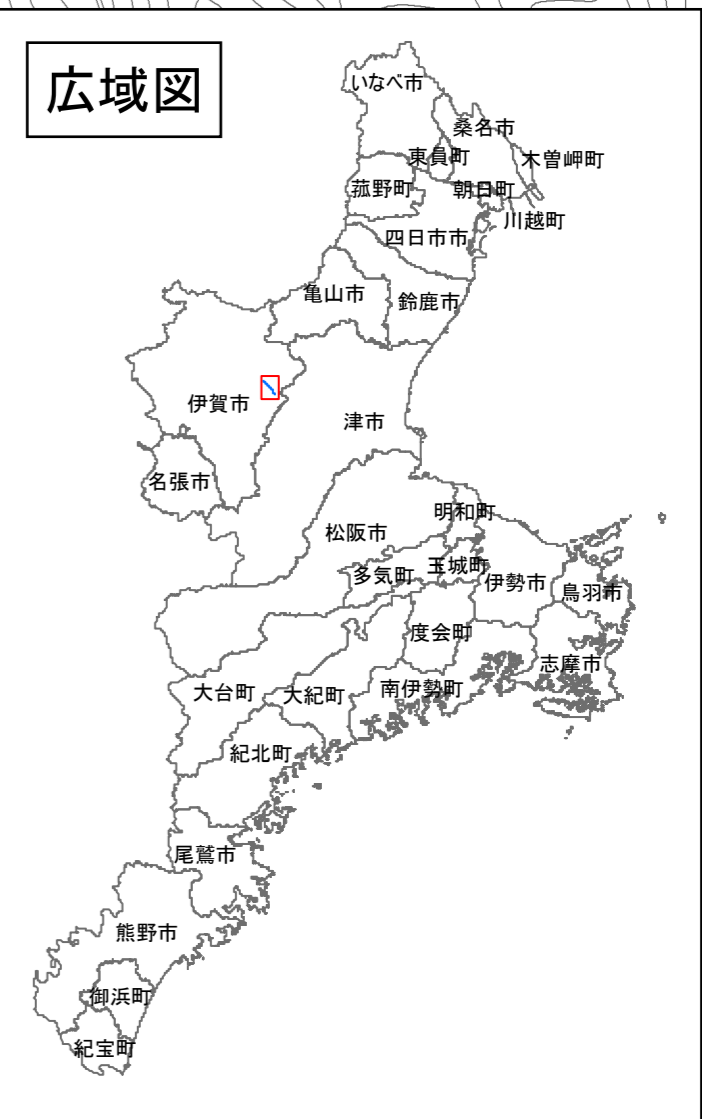 広域図
いなべ市
桑名市
東員町
木曽岬町
菰野町
朝日町
川越町
四日市市
亀山市
鈴鹿市
伊賀市
津市
名張市
明和町
松阪市
玉城町
多気町
伊勢市
鳥羽市
度会町
志摩市
大台町
大紀町
南伊勢町
紀北町
尾鷲市
熊野市
御浜町
紀宝町